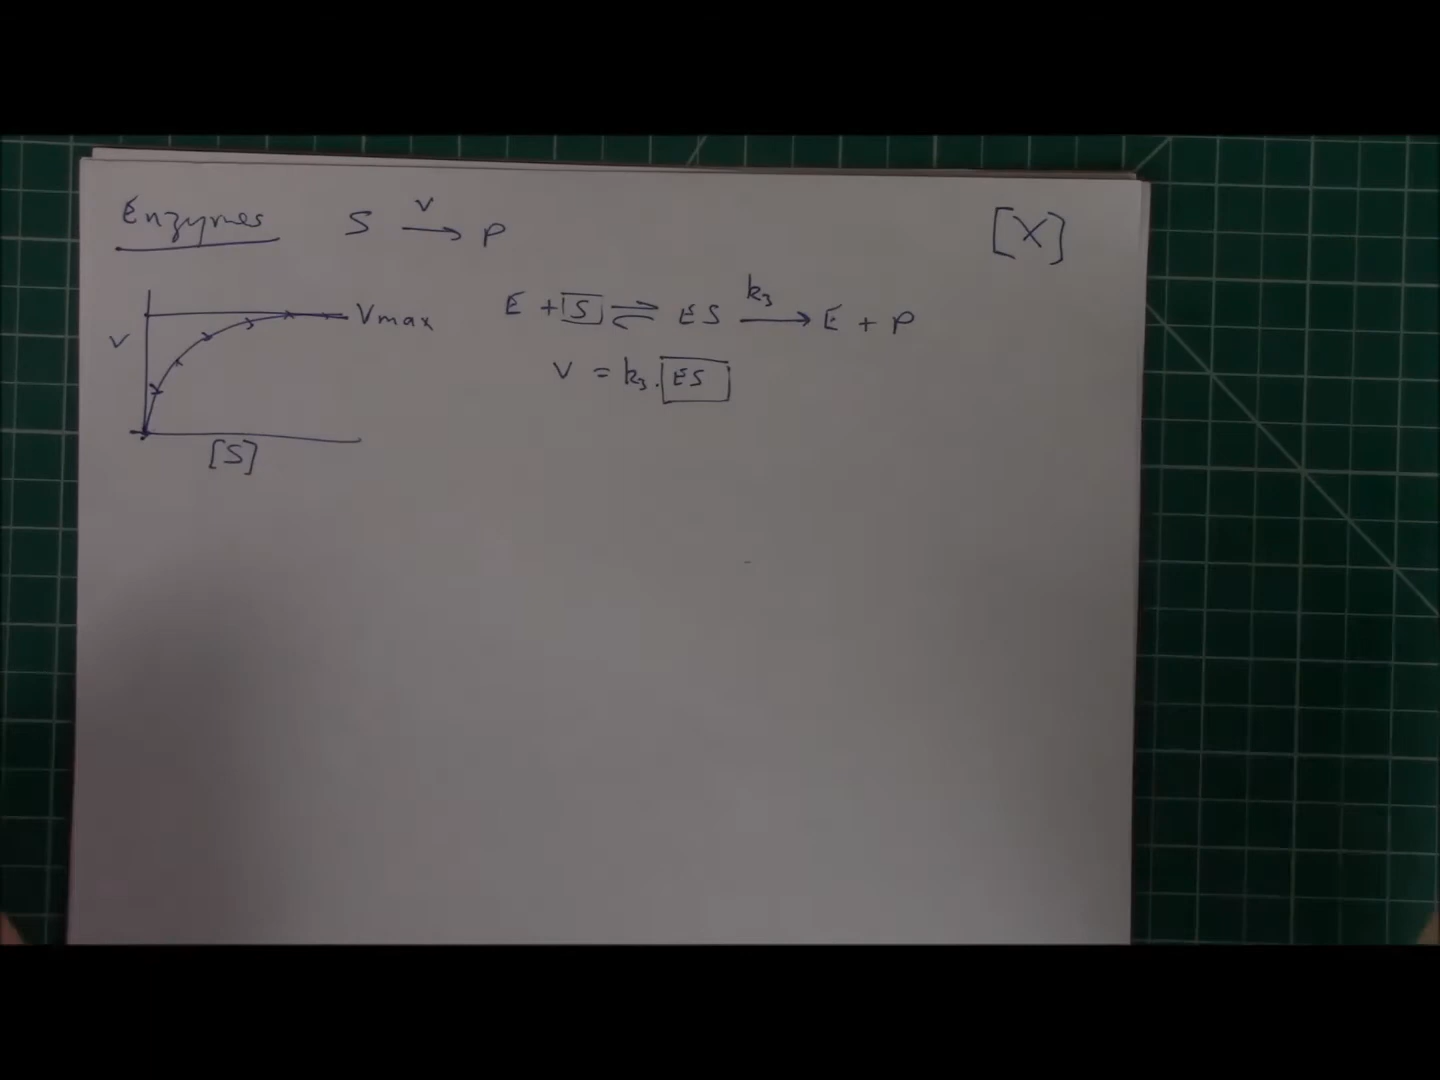 Enzymes S v→ P [X]
Vmax
E + S ⇌ ES k₃→ E + P
v
v = k₃. ES
[S]